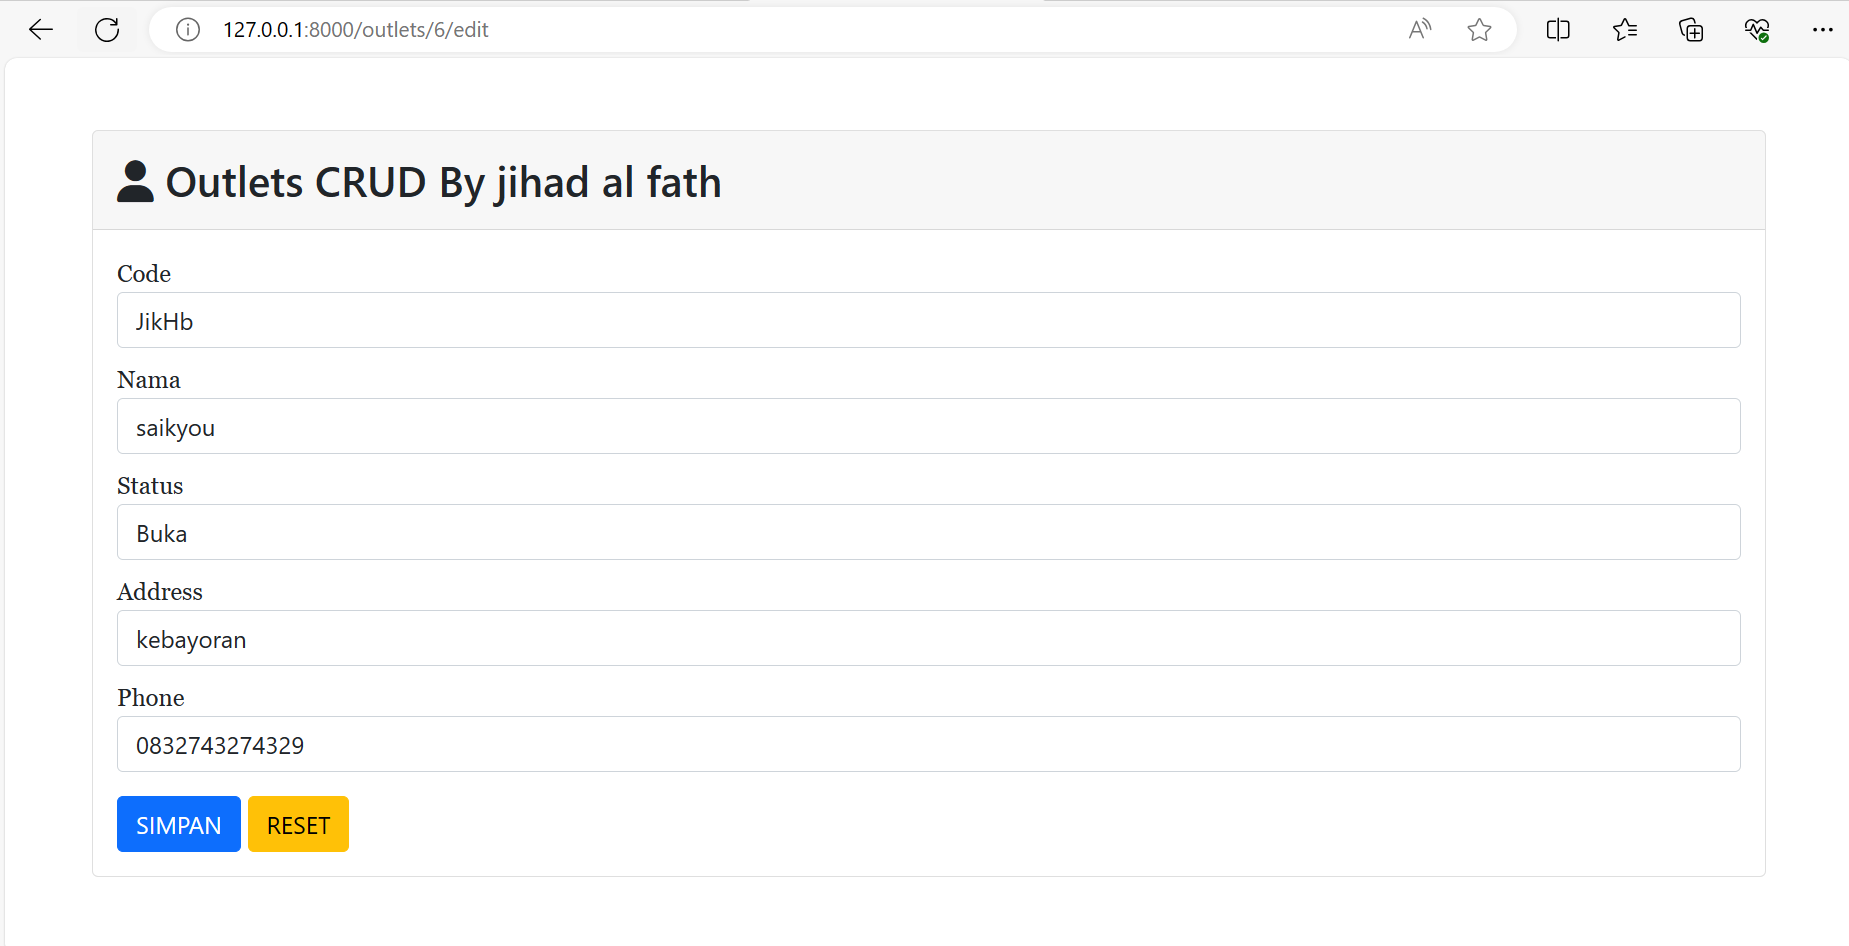 127.0.0.1:8000/outlets/6/edit
Outlets CRUD By jihad al fath
Code
JikHb
Nama
saikyou
Status
Buka
Address
kebayoran
Phone
0832743274329
SIMPAN RESET